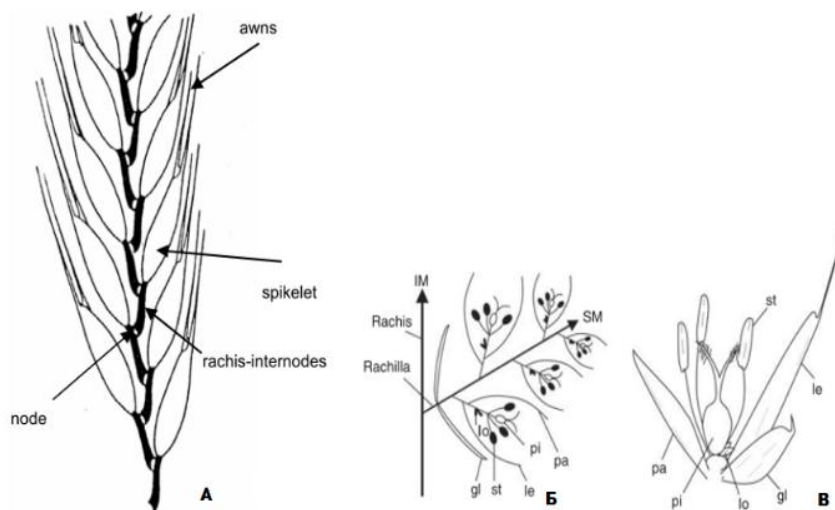 awns
spikelet
rachis-internodes
node
А
IM
SM
Rachis
Rachilla
lo
pi
pa
gl
st
le
Б
st
le
pa
pi
lo
gl
В